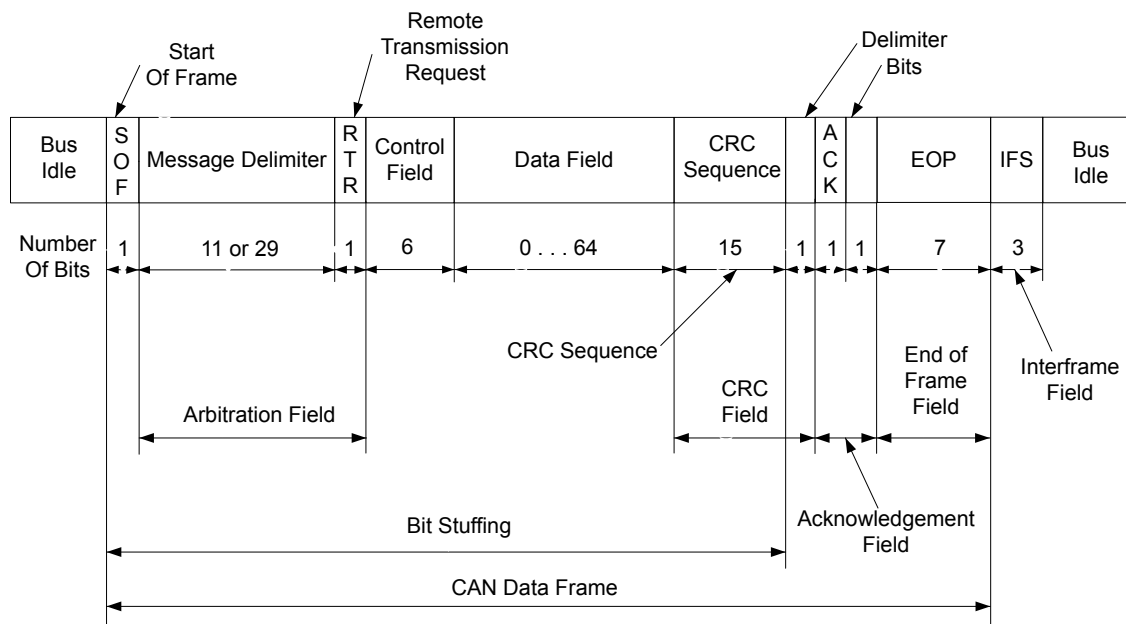 Remote
Transmission
Request
Start
Of Frame
Delimiter
Bits
Bus
Idle
S
O
F
Message Delimiter
R
T
R
Control
Field
Data Field
CRC
Sequence
A
C
K
EOP
IFS
Bus
Idle
Number
Of Bits
1
11 or 29
1
6
0 . . . 64
15
1
1
1
7
3
CRC Sequence
End of
Frame
Field
Interframe
Field
Arbitration Field
CRC
Field
Acknowledgement
Field
Bit Stuffing
CAN Data Frame